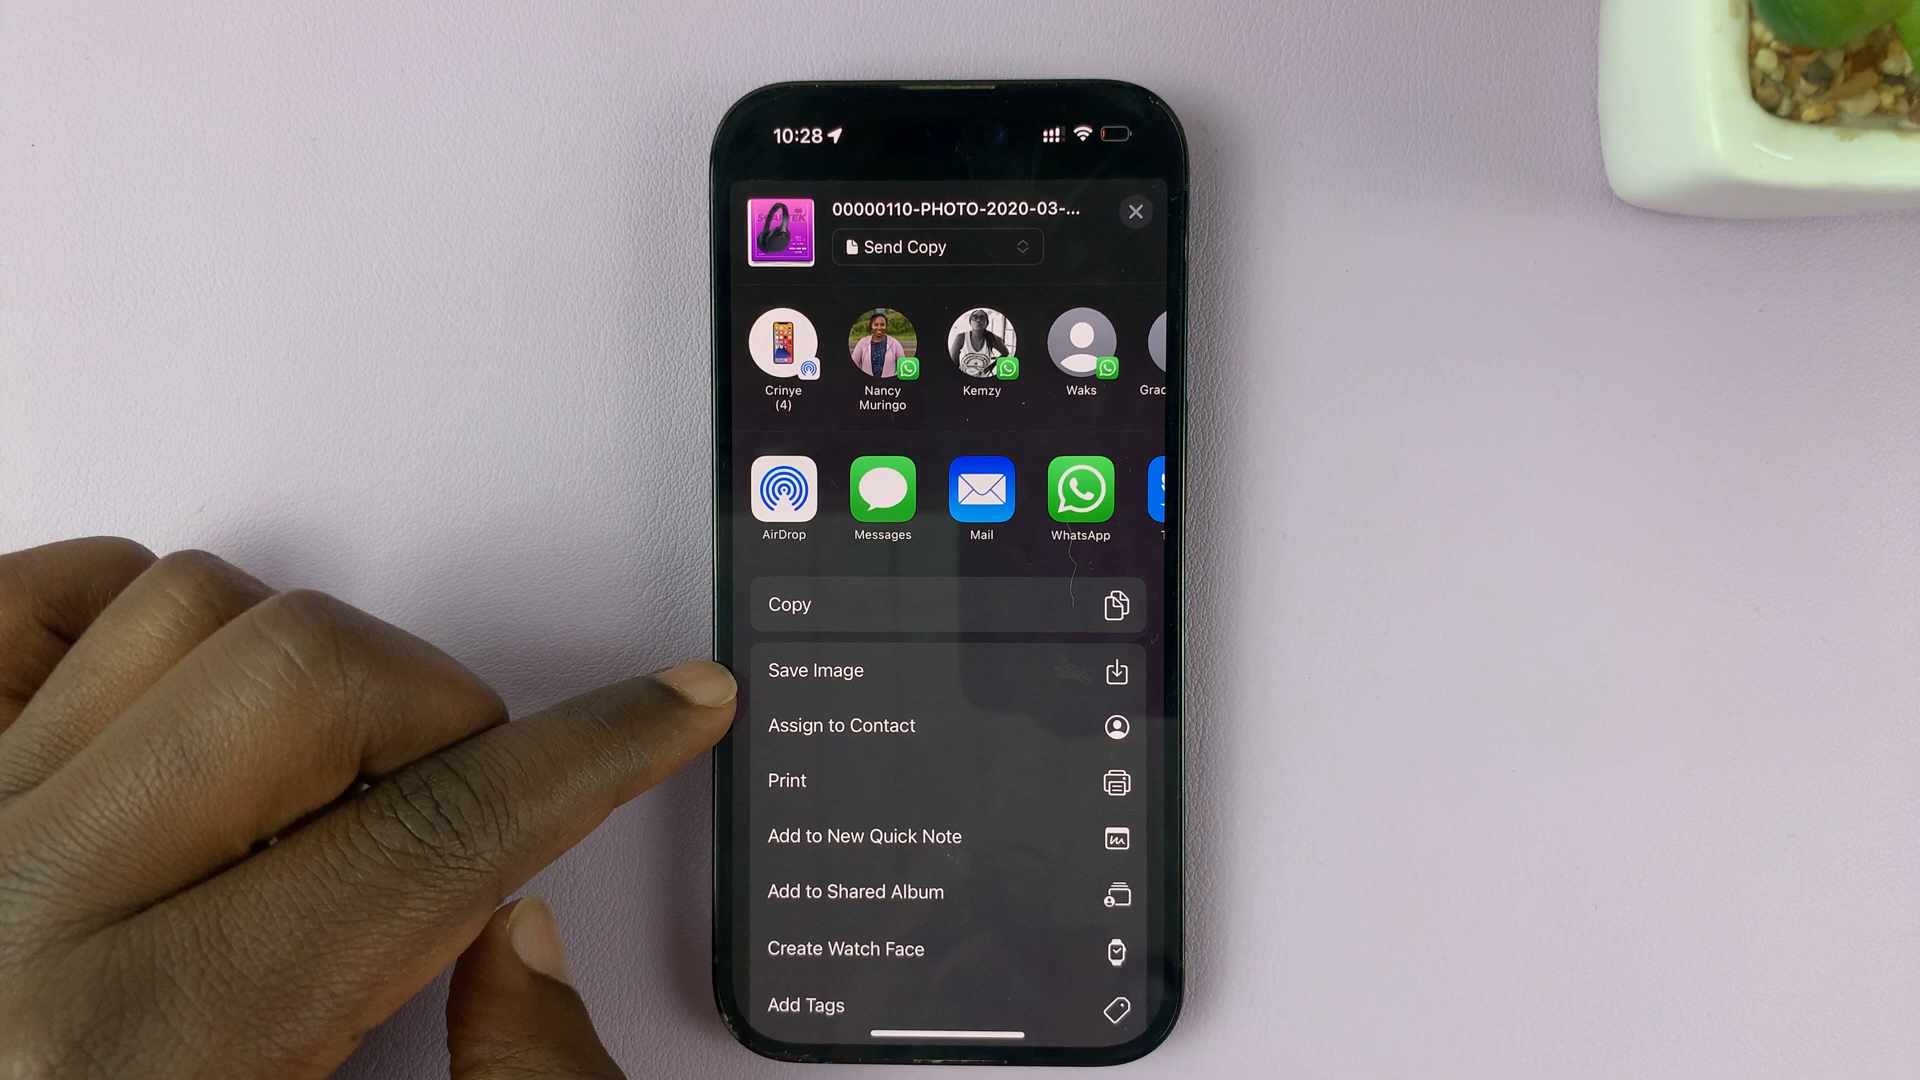 10:28
00000110-PHOTO-2020-03-...
Send Copy
Crinye
(4)
Nancy
Muringo
Kemzy
Waks
Grac
AirDrop
Messages
Mail
WhatsApp
Copy
Save Image
Assign to Contact
Print
Add to New Quick Note
Add to Shared Album
Create Watch Face
Add Tags